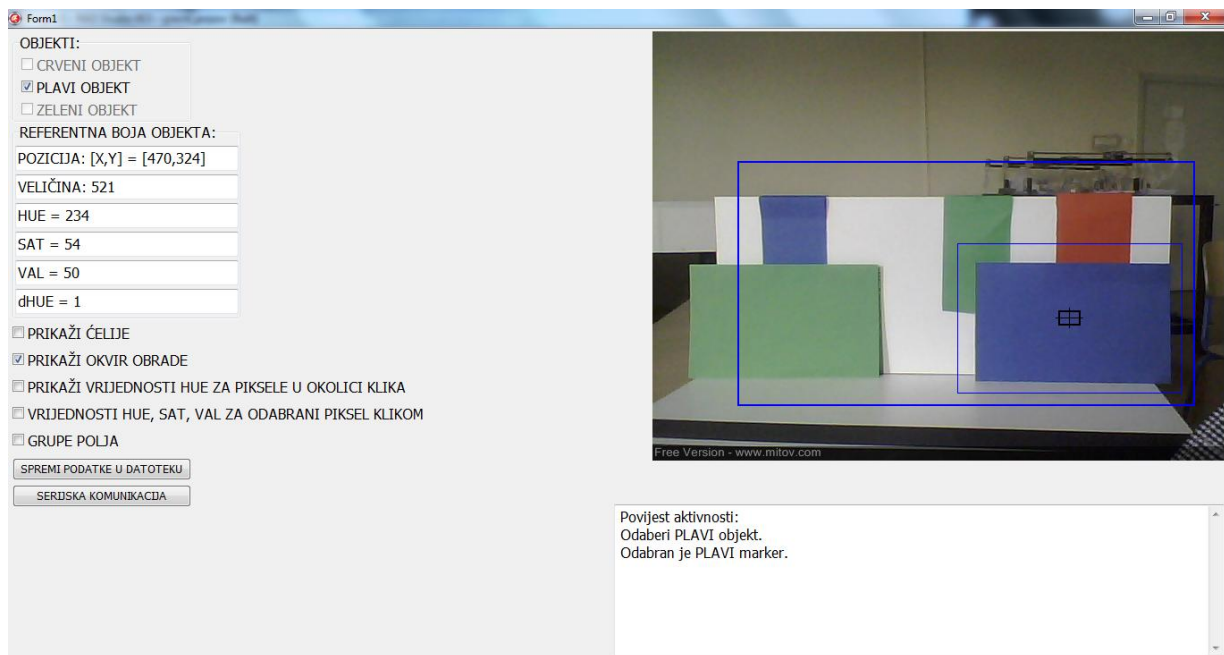 Form1
OBJEKTI:
CRVENI OBJEKT
PLAVI OBJEKT
ZELENI OBJEKT
REFERENTNA BOJA OBJEKTA:
POZICIJA: [X,Y] = [470,324]
VELIČINA: 521
HUE = 234
SAT = 54
VAL = 50
dHUE = 1
PRIKAŽI ĆELIJE
PRIKAŽI OKVIR OBRADE
PRIKAŽI VRIJEDNOSTI HUE ZA PIKSELE U OKOLICI KLIKA
VRIJEDNOSTI HUE, SAT, VAL ZA ODABRANI PIKSEL KLIKOM
GRUPE POLJA
SPREMI PODATKE U DATOTEKU
SERIJSKA KOMUNIKACIJA
Free Version - www.mitov.com
Povijest aktivnosti:
Odaberi PLAVI objekt.
Odabran je PLAVI marker.